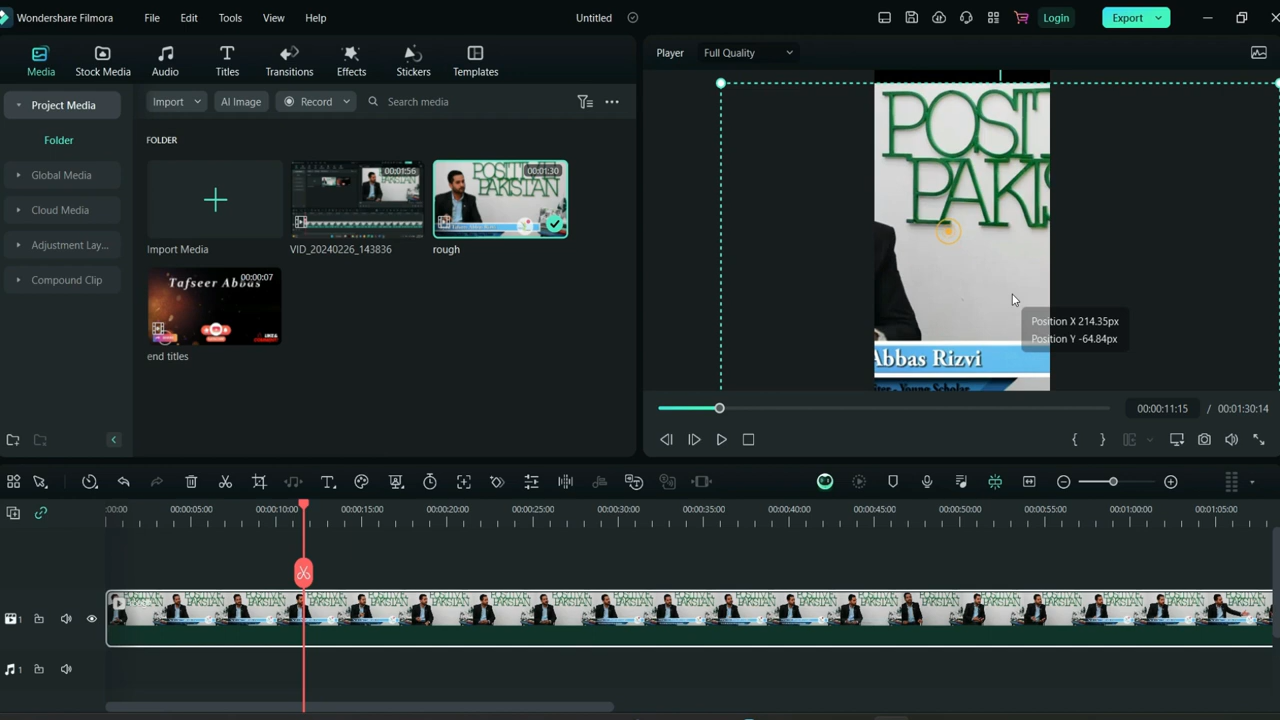 Wondershare Filmora
File
Edit
Tools
View
Help
Untitled
Login
Export
Media
Stock Media
Audio
Titles
Transitions
Effects
Stickers
Templates
Player
Full Quality
Project Media
Folder
Global Media
Cloud Media
Adjustment Lay...
Compound Clip
Import
AI Image
Record
Search media
FOLDER
Import Media
00:01:56
VID_20240226_143836
POSITIVE
PAKISTAN
00:01:30
rough
Tafseer Abbas
00:00:07
end titles
POSIT
PAKIS
Abbas Rizvi
Position X 214.35px
Position Y -64.84px
00:00:11:15 / 00:01:30:14
:00:00
00:00:05:00
00:00:10:00
00:00:15:00
00:00:20:00
00:00:25:00
00:00:30:00
00:00:35:00
00:00:40:00
00:00:45:00
00:00:50:00
00:00:55:00
00:01:00:00
00:01:05:00
1
1